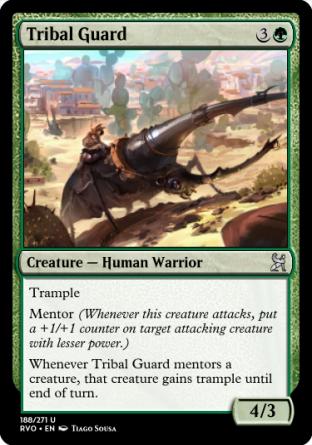 Tribal Guard 3
Creature — Human Warrior
Trample
Mentor (Whenever this creature attacks, put
a +1/+1 counter on target attacking creature
with lesser power.)
Whenever Tribal Guard mentors a
creature, that creature gains trample until
end of turn.
4/3
188/271 U
RVO • EN Tiago Sousa